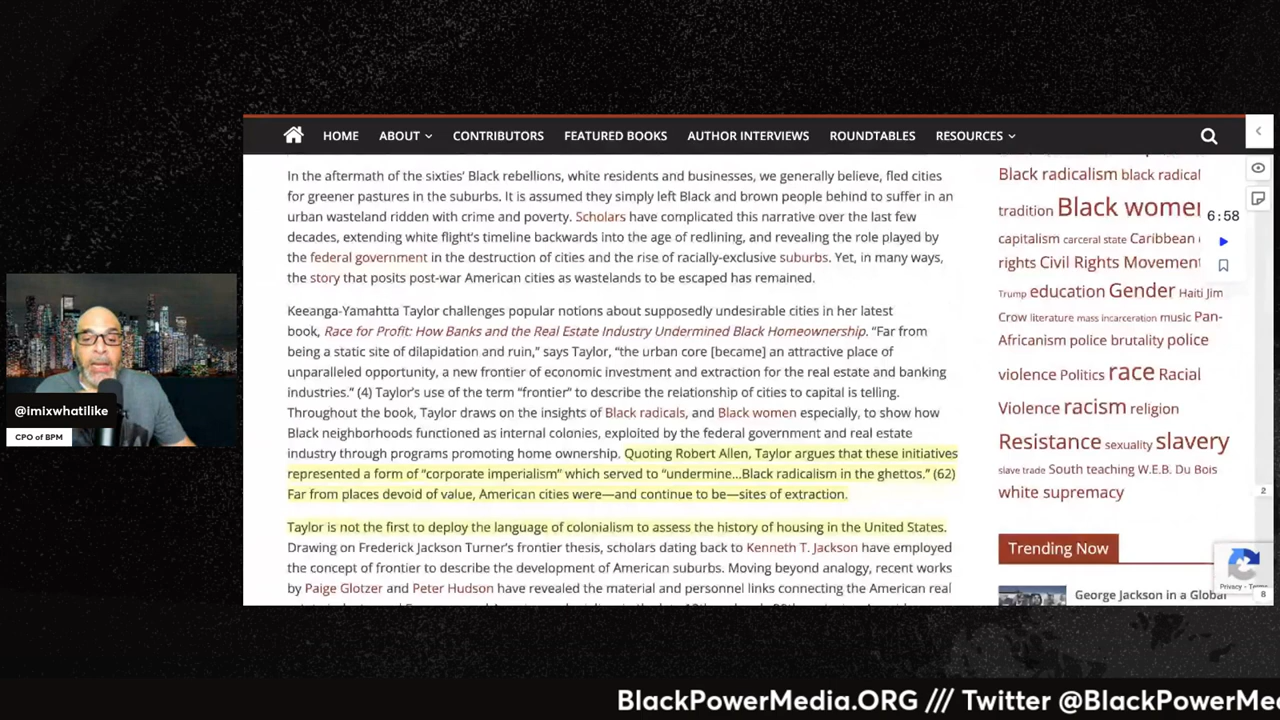 HOME ABOUT CONTRIBUTORS FEATURED BOOKS AUTHOR INTERVIEWS ROUNDTABLES RESOURCES
In the aftermath of the sixties’ Black rebellions, white residents and businesses, we generally believe, fled cities
for greener pastures in the suburbs. It is assumed they simply left Black and brown people behind to suffer in an
urban wasteland ridden with crime and poverty. Scholars have complicated this narrative over the last few
decades, extending white flight’s timeline backwards into the age of redlining, and revealing the role played by
the federal government in the destruction of cities and the rise of racially-exclusive suburbs. Yet, in many ways,
the story that posits post-war American cities as wastelands to be escaped has remained.
Keeanga-Yamahtta Taylor challenges popular notions about supposedly undesirable cities in her latest
book, Race for Profit: How Banks and the Real Estate Industry Undermined Black Homeownership. “Far from
being a static site of dilapidation and ruin,” says Taylor, “the urban core [became] an attractive place of
unparalleled opportunity, a new frontier of economic investment and extraction for the real estate and banking
industries.” (4) Taylor’s use of the term “frontier” to describe the relationship of cities to capital is telling.
Throughout the book, Taylor draws on the insights of Black radicals, and Black women especially, to show how
Black neighborhoods functioned as internal colonies, exploited by the federal government and real estate
industry through programs promoting home ownership. Quoting Robert Allen, Taylor argues that these initiatives
represented a form of “corporate imperialism” which served to “undermine...Black radicalism in the ghettos.” (62)
Far from places devoid of value, American cities were—and continue to be—sites of extraction.
Taylor is not the first to deploy the language of colonialism to assess the history of housing in the United States.
Drawing on Frederick Jackson Turner’s frontier thesis, scholars dating back to Kenneth T. Jackson have employed
the concept of frontier to describe the development of American suburbs. Moving beyond analogy, recent works
by Paige Glotzer and Peter Hudson have revealed the material and personnel links connecting the American real
Black radicalism black radical
tradition Black women
capitalism carceral state Caribbean
rights Civil Rights Movement
Trump education Gender Haiti Jim
Crow literature mass incarceration music Pan-
Africanism police brutality police
violence Politics race Racial
Violence racism religion
Resistance sexuality slavery
slave trade South teaching W.E.B. Du Bois
white supremacy
6:58
2
Trending Now
George Jackson in a Global
Privacy - Terms
8
@imixwhatilike
CPO of BPM
BlackPowerMedia.ORG /// Twitter @BlackPowerMe